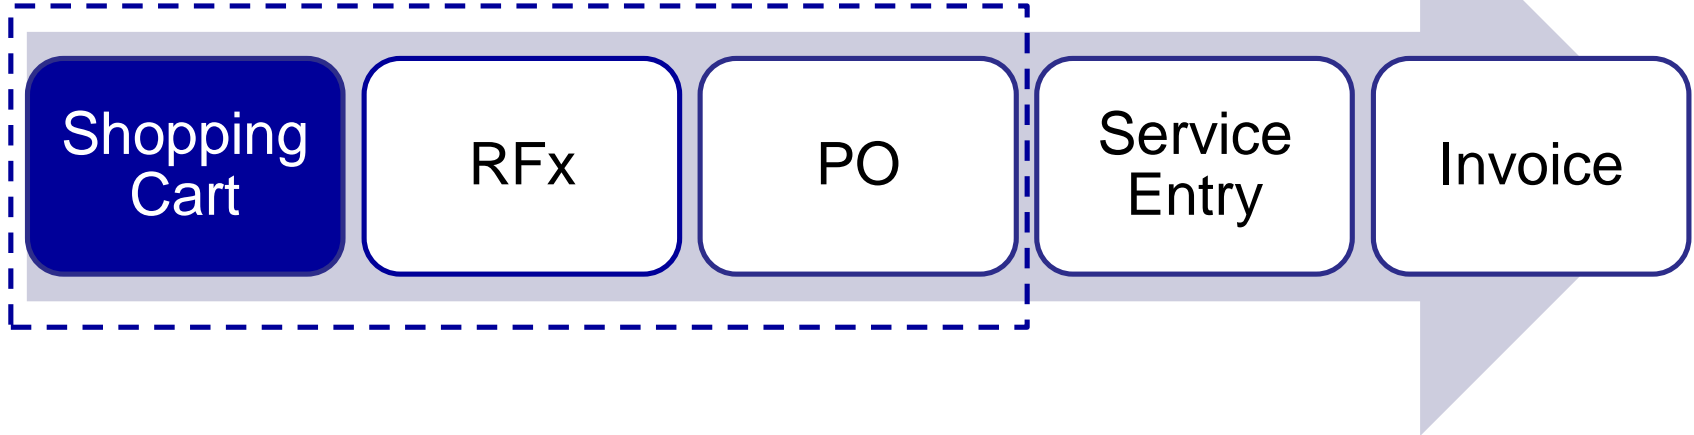 Shopping
Cart
RFx
PO
Service
Entry
Invoice